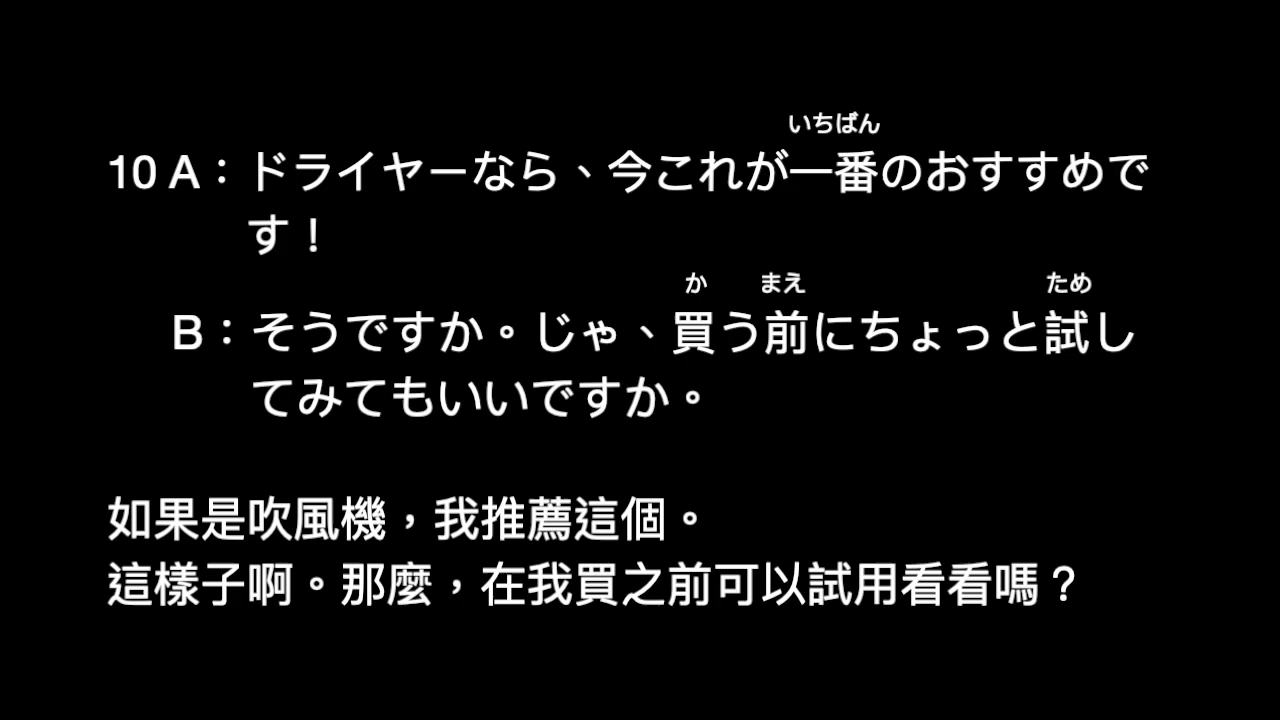 いちばん
10 A：ドライヤーなら、今これが一番のおすすめで
す！
か まえ ため
B：そうですか。じゃ、買う前にちょっと試し
てみてもいいですか。
如果是吹風機，我推薦這個。
這樣子啊。那麼，在我買之前可以試用看看嗎？